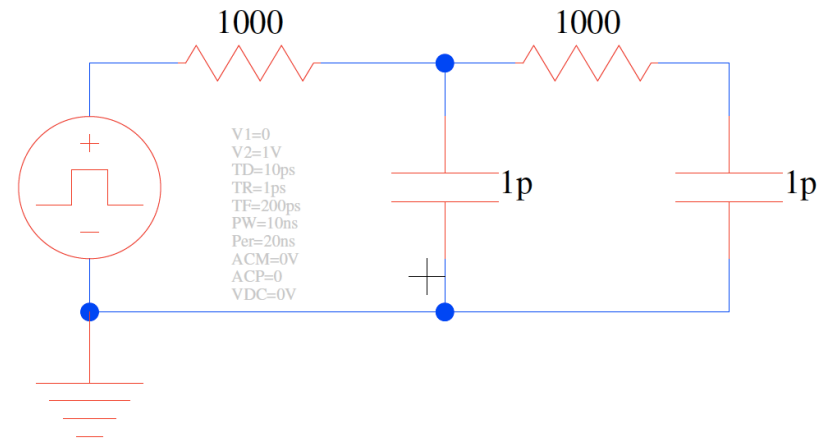 1000
1000
V1=0
V2=1V
TD=10ps
TR=1ps
TF=200ps
PW=10ns
Per=20ns
ACM=0V
ACP=0
VDC=0V
1p
1p